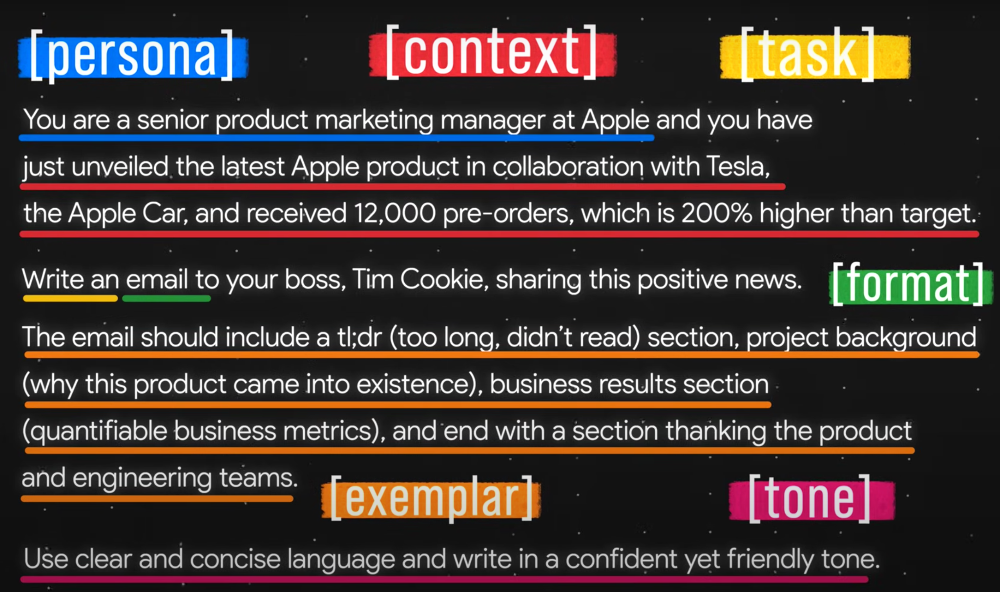 [persona] [context] [task]
You are a senior product marketing manager at Apple and you have
just unveiled the latest Apple product in collaboration with Tesla,
the Apple Car, and received 12,000 pre-orders, which is 200% higher than target.
Write an email to your boss, Tim Cookie, sharing this positive news. [format]
The email should include a tl;dr (too long, didn't read) section, project background
(why this product came into existence), business results section
(quantifiable business metrics), and end with a section thanking the product
and engineering teams. [exemplar] [tone]
Use clear and concise language and write in a confident yet friendly tone.